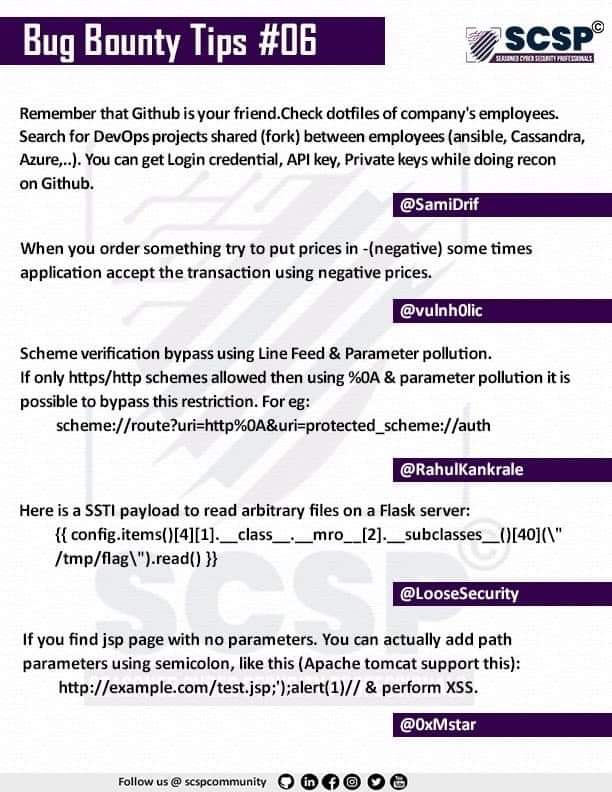 Bug Bounty Tips #06
SCSP©
SEASONED CYBER SECURITY PROFESSIONALS
Remember that Github is your friend.Check dotfiles of company's employees.
Search for DevOps projects shared (fork) between employees (ansible, Cassandra,
Azure,..). You can get Login credential, API key, Private keys while doing recon
on Github.
@SamiDrif
When you order something try to put prices in -(negative) some times
application accept the transaction using negative prices.
@vulnh0lic
Scheme verification bypass using Line Feed & Parameter pollution.
If only https/http schemes allowed then using %0A & parameter pollution it is
possible to bypass this restriction. For eg:
scheme://route?uri=http%0A&uri=protected_scheme://auth
@RahulKankrale
Here is a SSTI payload to read arbitrary files on a Flask server:
{{ config.items()[4][1].__class__.__mro__[2].__subclasses__()[40](\"
/tmp/flag\").read() }}
@LooseSecurity
If you find jsp page with no parameters. You can actually add path
parameters using semicolon, like this (Apache tomcat support this):
http://example.com/test.jsp;');alert(1)// & perform XSS.
@0xMstar
SCSP©
SEASONED CYBER SECURITY PROFESSIONALS
Follow us @ scspcommunity